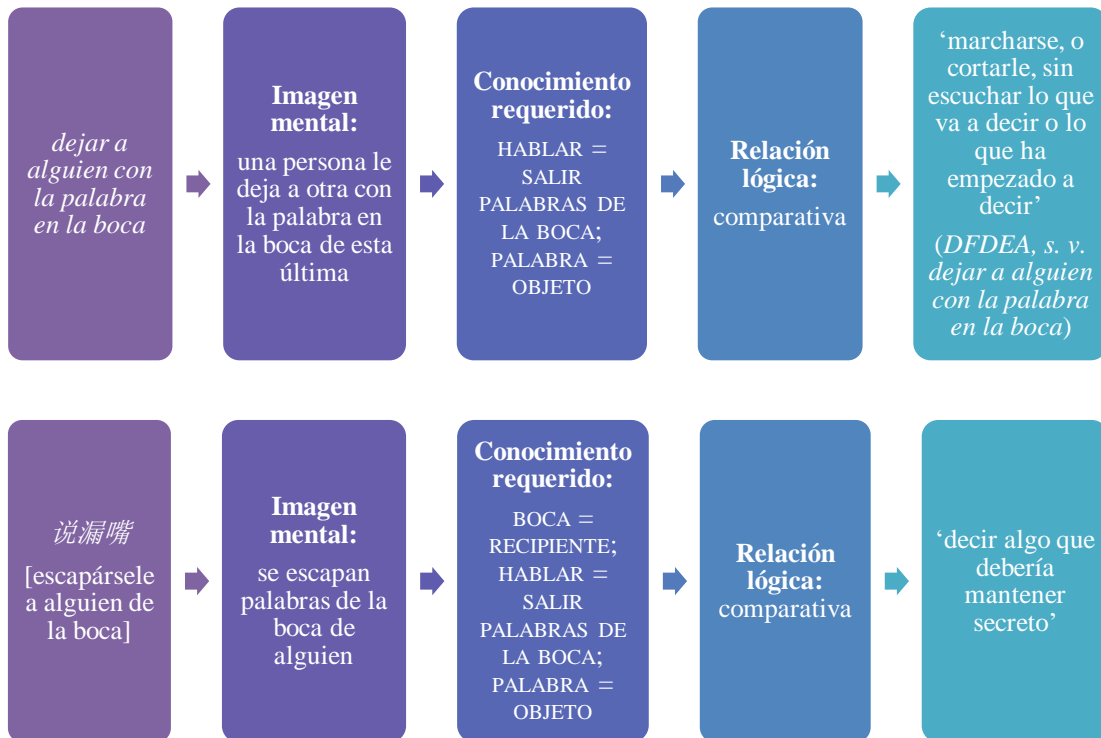 dejar a
alguien con
la palabra
en la boca
Imagen
mental:
una persona le
deja a otra con
la palabra en
la boca de esta
última
Conocimiento
requerido:
HABLAR =
SALIR
PALABRAS DE
LA BOCA;
PALABRA =
OBJETO
Relación
lógica:
comparativa
‘marcharse, o
cortarle, sin
escuchar lo que
va a decir o lo
que ha
empezado a
decir’
(DFDEA, s. v.
dejar a alguien
con la palabra
en la boca)
说漏嘴
[escapársele
a alguien de
la boca]
Imagen
mental:
se escapan
palabras de la
boca de
alguien
Conocimiento
requerido:
BOCA =
RECIPIENTE;
HABLAR =
SALIR
PALABRAS DE
LA BOCA;
PALABRA =
OBJETO
Relación
lógica:
comparativa
‘decir algo que
debería
mantener
secreto’